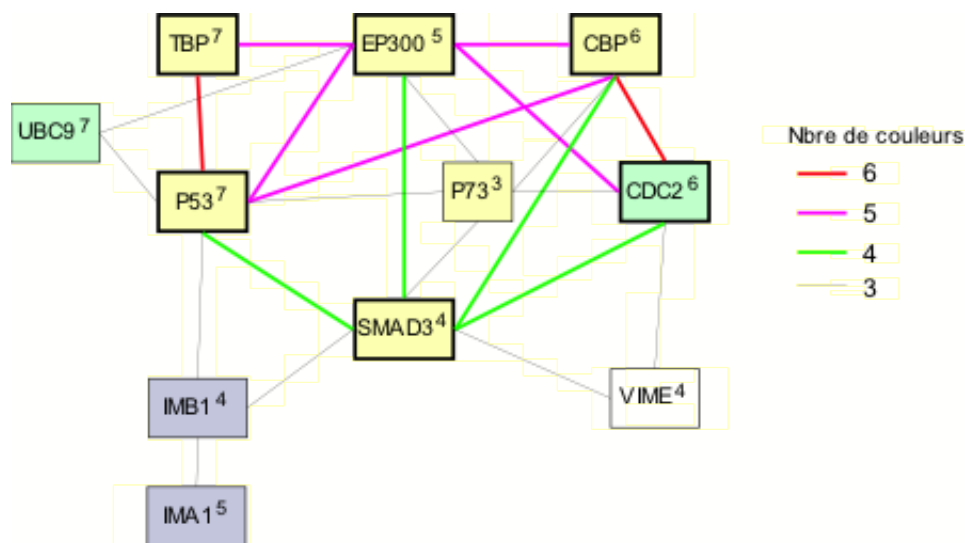 TBP7
EP300 5
CBP6
UBC9 7
Nbre de couleurs
P53 7
P73 3
CDC2 6
6
5
4
3
SMAD3 4
IMB1 4
VIME 4
IMA1 5